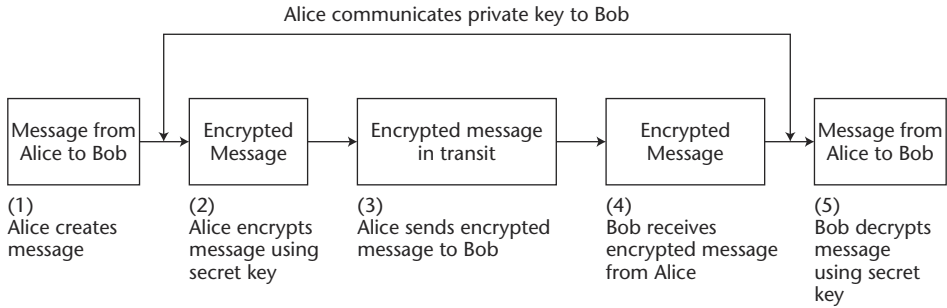 Alice communicates private key to Bob
Message from
Alice to Bob
Encrypted
Message
Encrypted message
in transit
Encrypted
Message
Message from
Alice to Bob
(1)
Alice creates
message
(2)
Alice encrypts
message using
secret key
(3)
Alice sends encrypted
message to Bob
(4)
Bob receives
encrypted message
from Alice
(5)
Bob decrypts
message
using secret
key